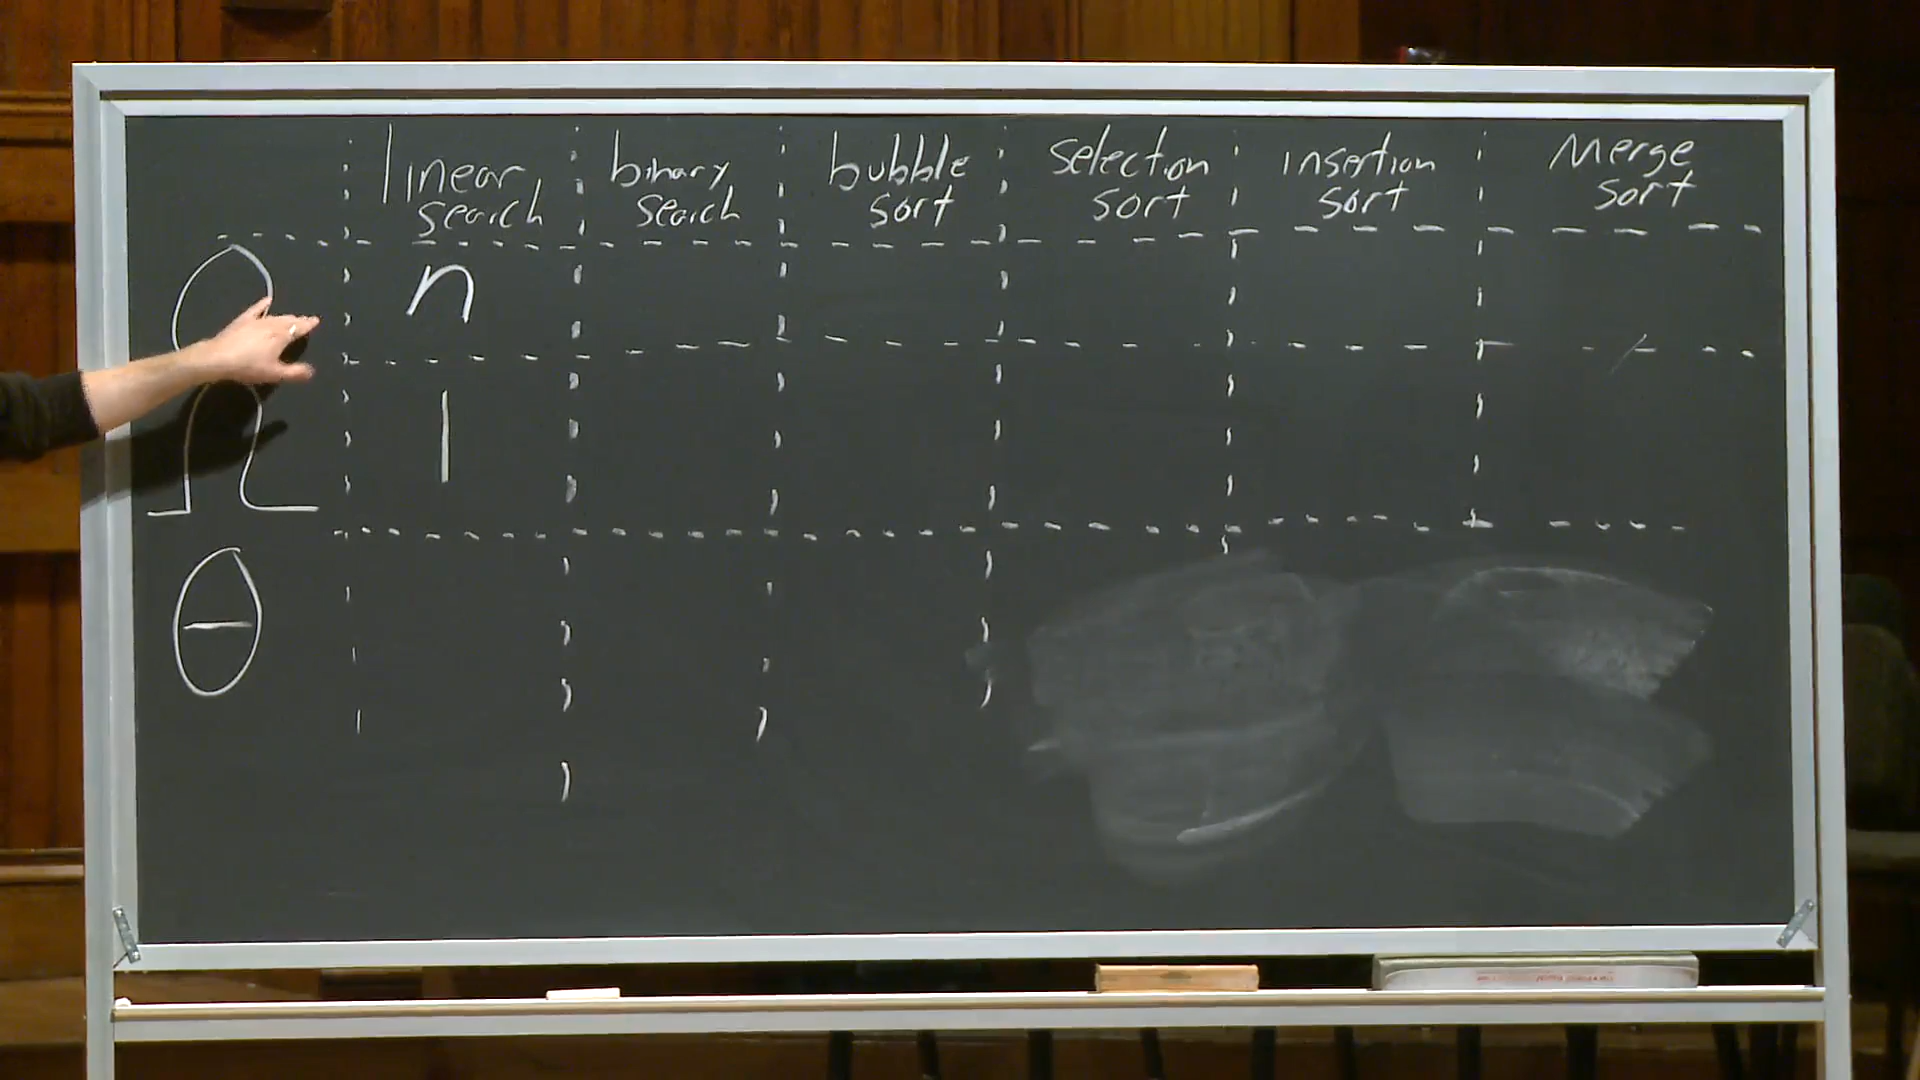 linear search
binary search
bubble sort
selection sort
insertion sort
Merge sort
O
n
Ω
1
Θ